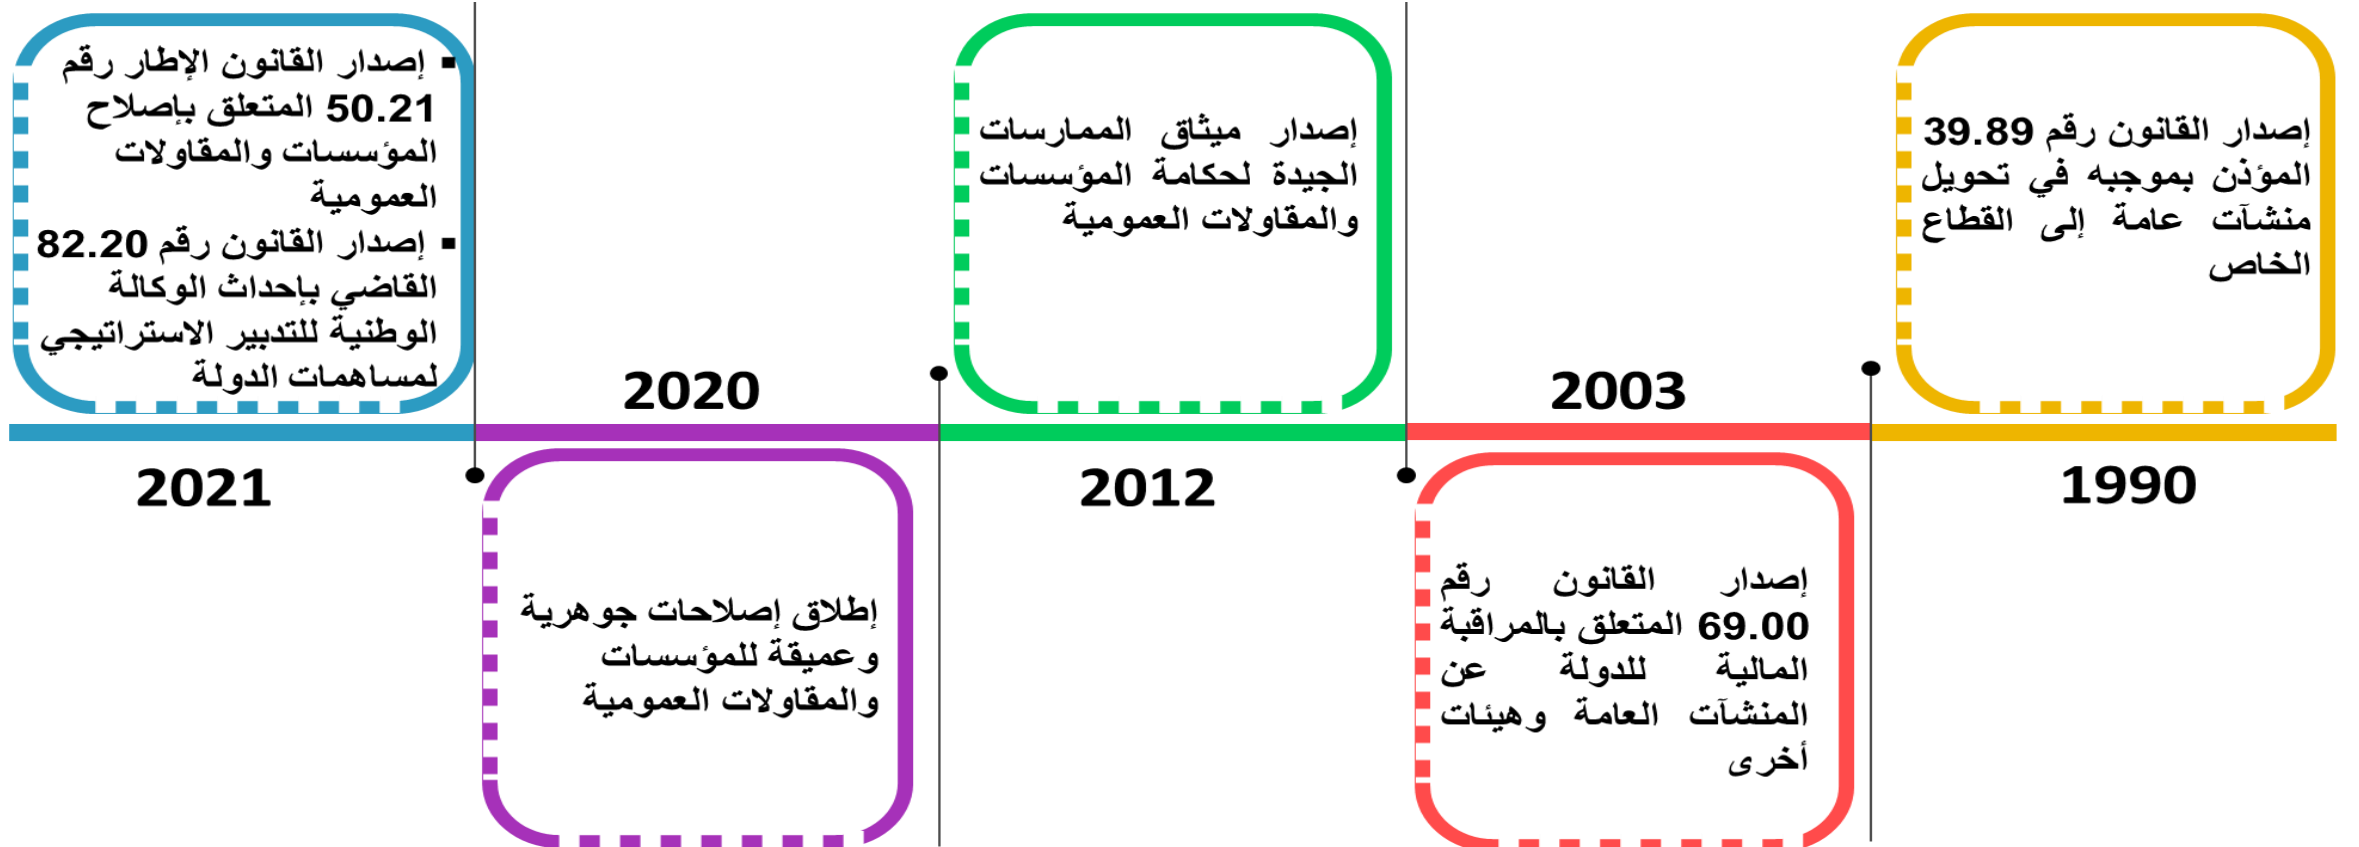 إصدار القانون رقم 39.89
المؤذن بموجبه في تحويل
منشآت عامة إلى القطاع
الخاص
1990
2003
إصدار القانون رقم
69.00 المتعلق بالمراقبة
المالية للدولة عن
المنشآت العامة وهيئات
أخرى
إصدار ميثاق الممارسات
الجيدة لحكامة المؤسسات
والمقاولات العمومية
2012
2020
إطلاق إصلاحات جوهرية
وعميقة للمؤسسات
والمقاولات العمومية
▪ إصدار القانون الإطار رقم
50.21 المتعلق بإصلاح
المؤسسات والمقاولات
العمومية
▪ إصدار القانون رقم 82.20
القاضي بإحداث الوكالة
الوطنية للتدبير الاستراتيجي
لمساهمات الدولة
2021